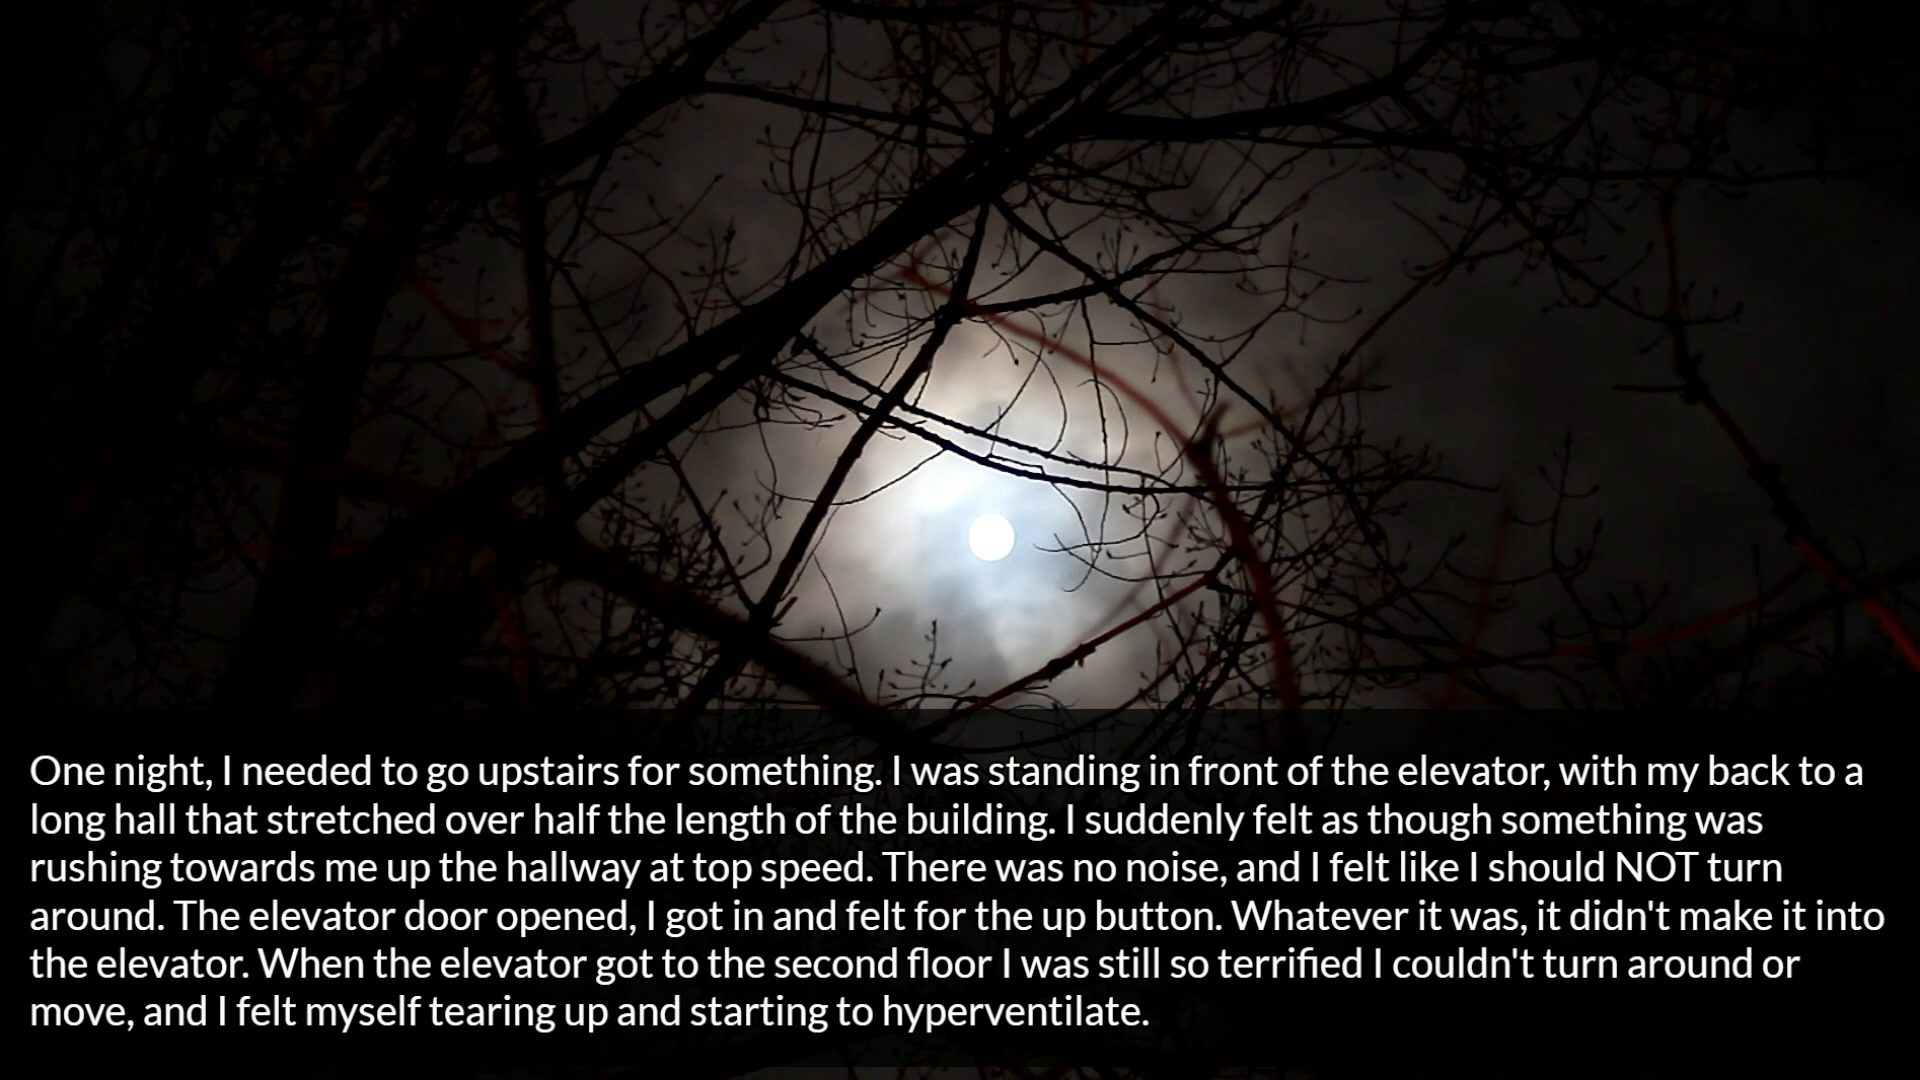 One night, I needed to go upstairs for something. I was standing in front of the elevator, with my back to a
long hall that stretched over half the length of the building. I suddenly felt as though something was
rushing towards me up the hallway at top speed. There was no noise, and I felt like I should NOT turn
around. The elevator door opened, I got in and felt for the up button. Whatever it was, it didn't make it into
the elevator. When the elevator got to the second floor I was still so terrified I couldn't turn around or
move, and I felt myself tearing up and starting to hyperventilate.